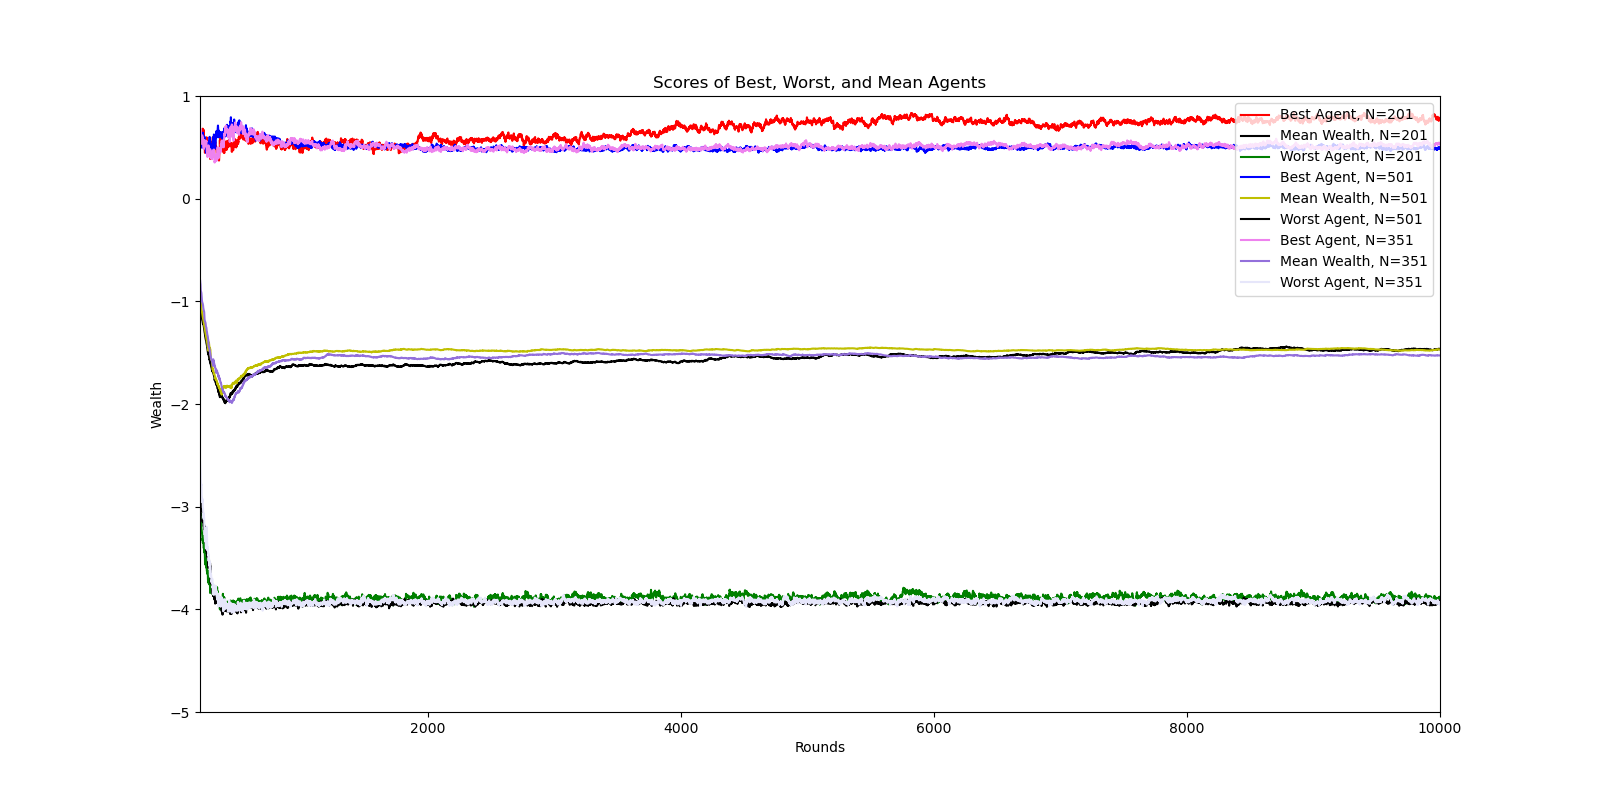 Scores of Best, Worst, and Mean Agents
1
0
−1
−2
−3
−4
−5
Wealth
2000
4000
6000
8000
10000
Rounds
Best Agent, N=201
Mean Wealth, N=201
Worst Agent, N=201
Best Agent, N=501
Mean Wealth, N=501
Worst Agent, N=501
Best Agent, N=351
Mean Wealth, N=351
Worst Agent, N=351